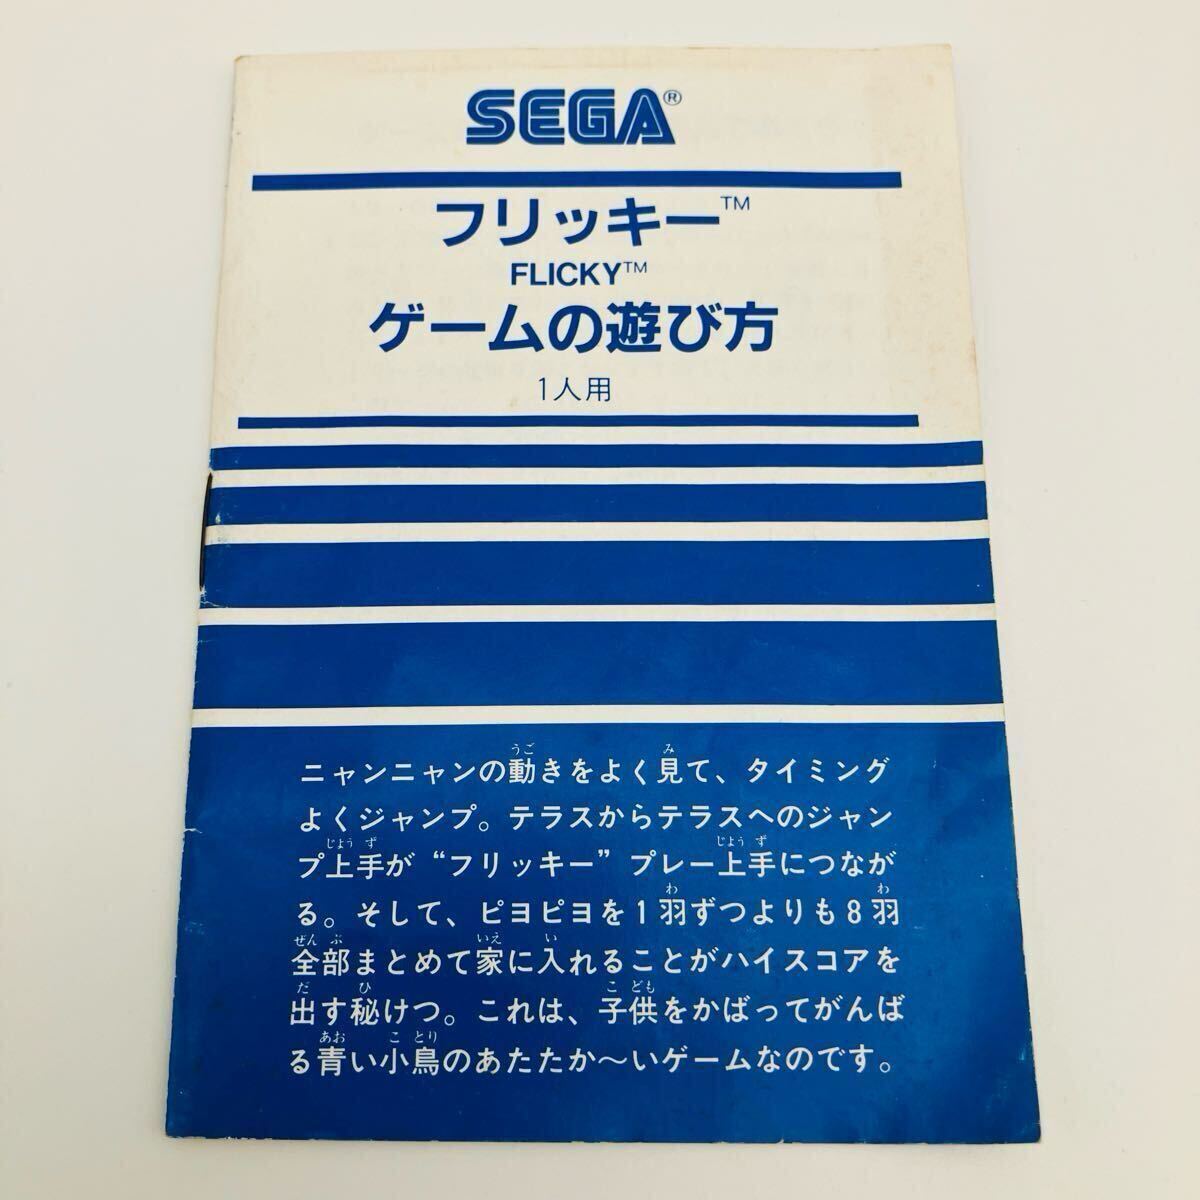 SEGA®
フリッキー™
FLICKY™
ゲームの遊び方
1人用
ニャンニャンの動きをよく見て、タイミング
よくジャンプ。テラスからテラスへのジャン
プ上手が“フリッキー”プレー上手につなが
る。そして、ピヨピヨを1羽ずつよりも8羽
全部まとめて家に入れることがハイスコアを
出す秘けつ。これは、子供をかばってがんば
る青い小鳥のあたたか〜いゲームなのです。